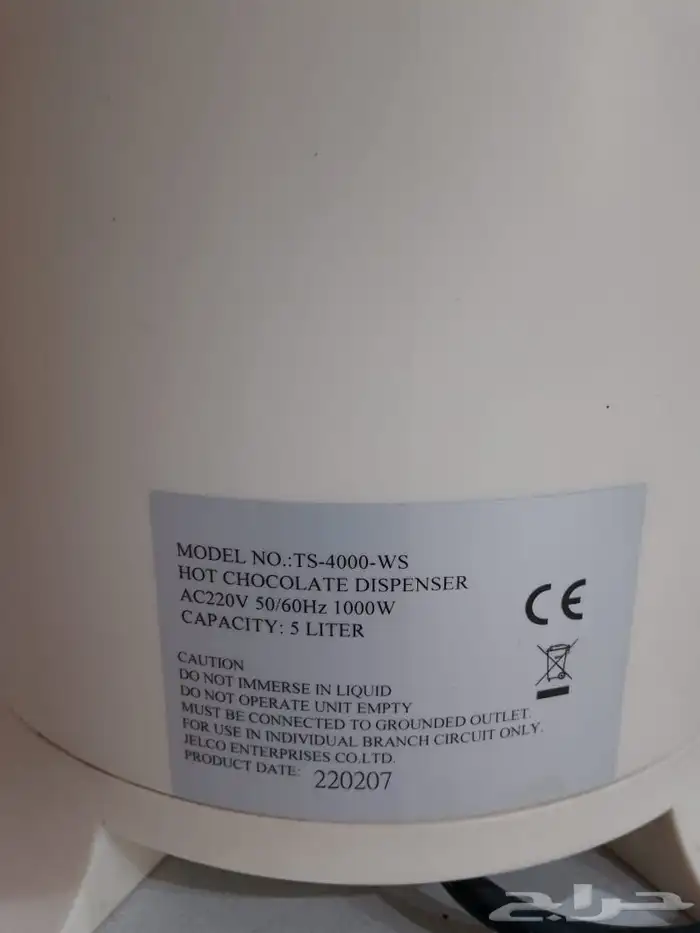 MODEL NO.:TS-4000-WS
HOT CHOCOLATE DISPENSER
AC220V 50/60Hz 1000W
CAPACITY: 5 LITER
CE
CAUTION
DO NOT IMMERSE IN LIQUID
DO NOT OPERATE UNIT EMPTY
MUST BE CONNECTED TO GROUNDED OUTLET.
FOR USE IN INDIVIDUAL BRANCH CIRCUIT ONLY.
JELCO ENTERPRISES CO.LTD.
PRODUCT DATE: 220207
حراج